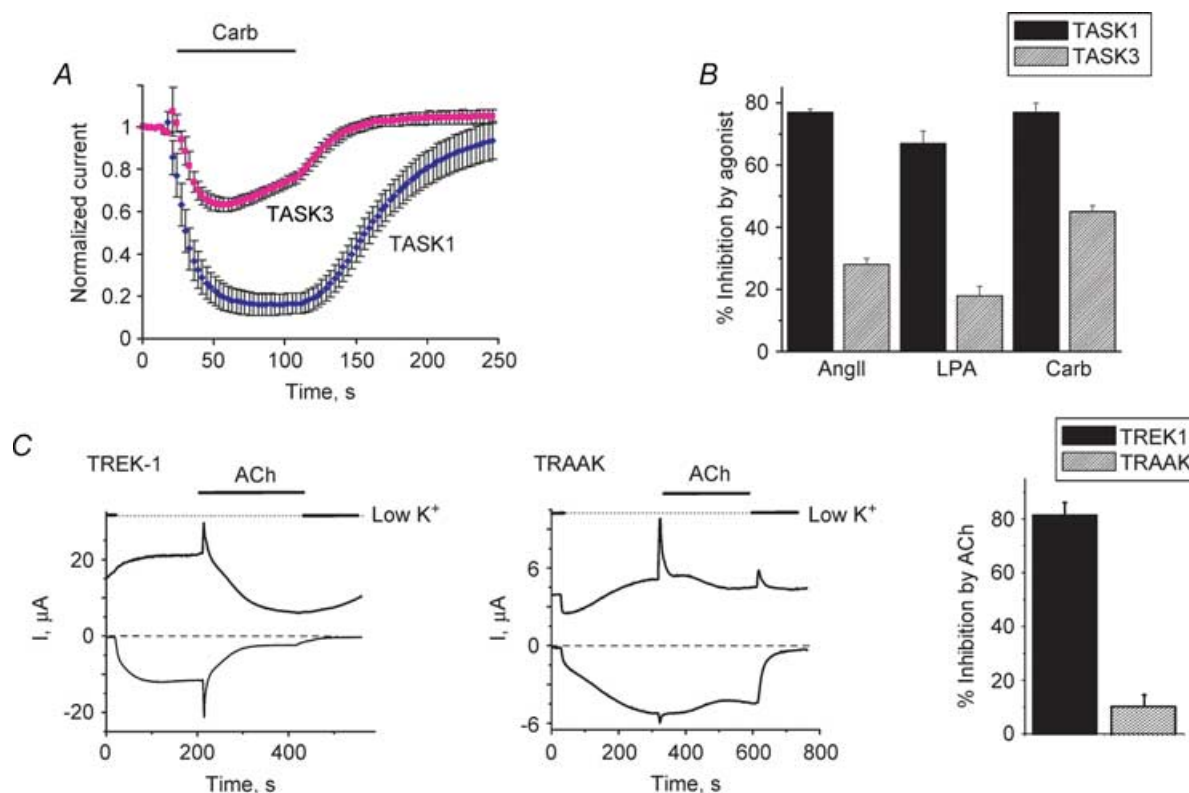 A
Carb
Normalized current
1
0.8
0.6
0.4
0.2
0
TASK3
TASK1
0 50 100 150 200 250
Time, s
B
TASK1
TASK3
% Inhibition by agonist
80
60
40
20
0
AngII LPA Carb
C
TREK-1
ACh
Low K+
I, μA
20
0
-20
0 200 400
Time, s
TRAAK
ACh
I, μA
6
0
-6
0 200 400 600 800
Time, s
TREK1
TRAAK
% Inhibition by ACh
80
60
40
20
0